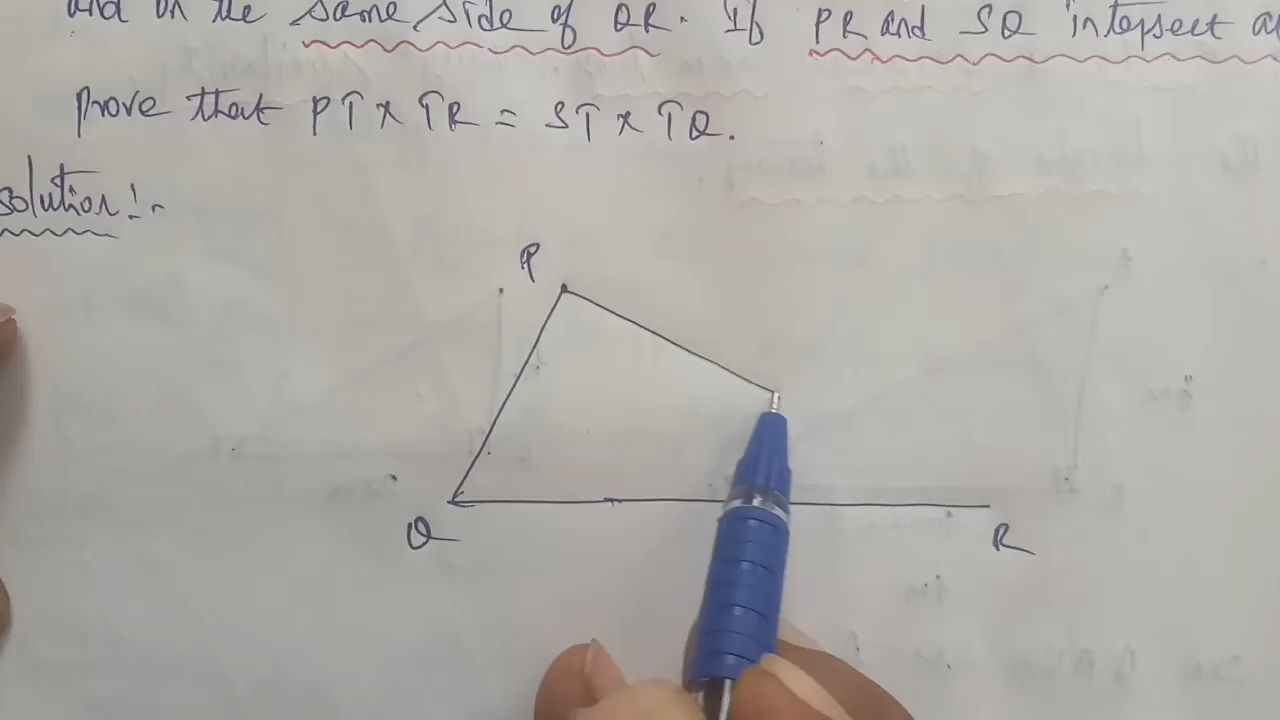 and on the same side of QR. If PR and SQ intersect a
Prove that PT x TR = ST x TQ.
solution:-
P
Q
R